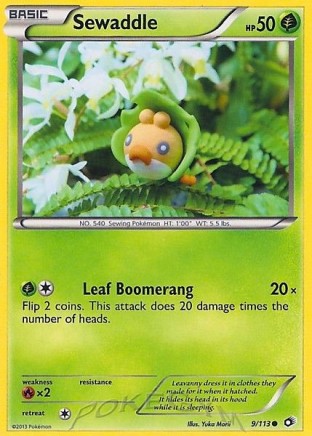 BASIC
Sewaddle
HP 50
NO. 540 Sewing Pokémon HT: 1'00" WT: 5.5 lbs.
Leaf Boomerang 20×
Flip 2 coins. This attack does 20 damage times
the number of heads.
weakness
×2
resistance
retreat
Leavanny dress it in clothes they
made for it when it hatched.
It hides its head in its hood
while it is sleeping.
©2013 Pokémon
Illus. Yuka Morii
9/113